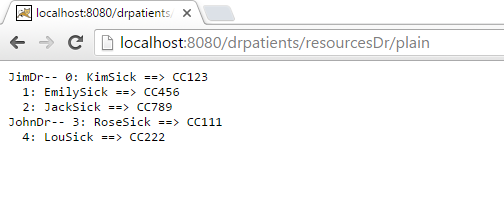 localhost:8080/drpatients/r
localhost:8080/drpatients/resourcesDr/plain
JimDr-- 0: KimSick ==> CC123
  1: EmilySick ==> CC456
  2: JackSick ==> CC789
JohnDr-- 3: RoseSick ==> CC111
  4: LouSick ==> CC222